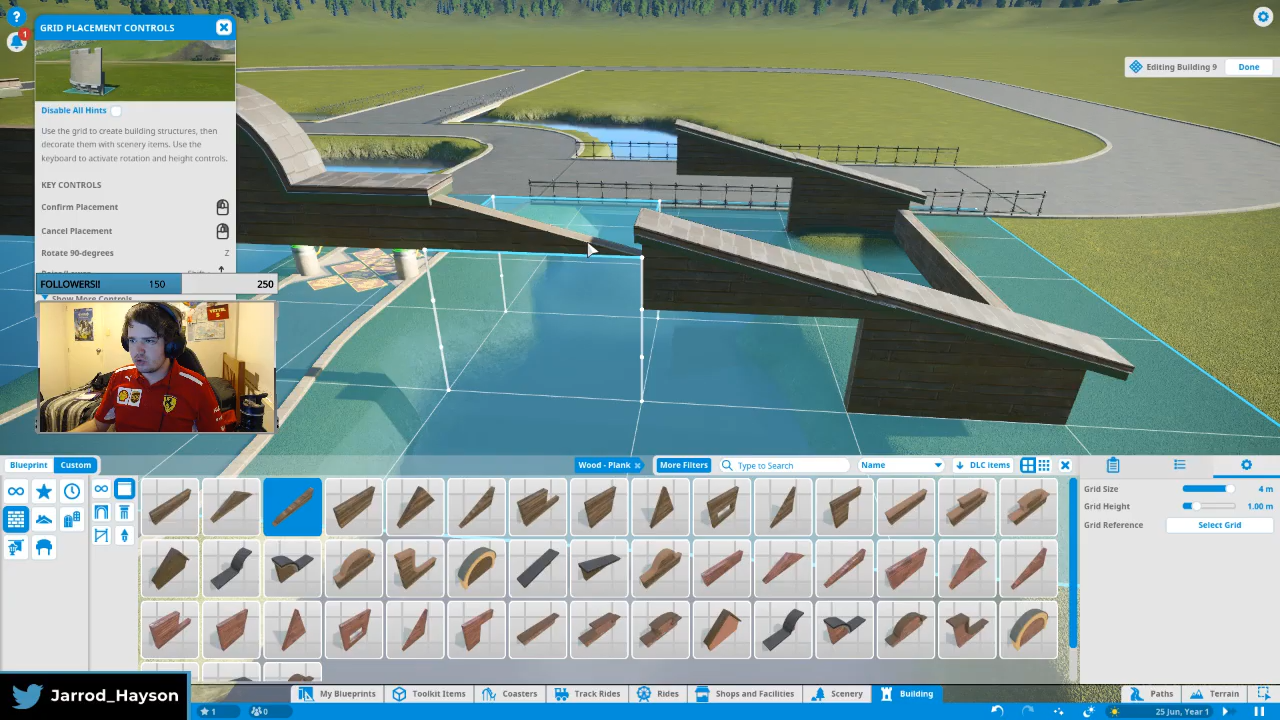 ?
1
GRID PLACEMENT CONTROLS
Disable All Hints
Use the grid to create building structures, then
decorate them with scenery items. Use the
keyboard to activate rotation and height controls.
KEY CONTROLS
Confirm Placement
Cancel Placement
Rotate 90-degrees Z
Show More Controls
FOLLOWERS!! 150 250
Editing Building 9 Done
Blueprint Custom
Wood - Plank More Filters Type to Search Name DLC items
Grid Size 4 m
Grid Height 1.00 m
Grid Reference Select Grid
Jarrod_Hayson
My Blueprints Toolkit Items Coasters Track Rides Rides Shops and Facilities Scenery Building Paths Terrain
1 0 25 Jun, Year 1